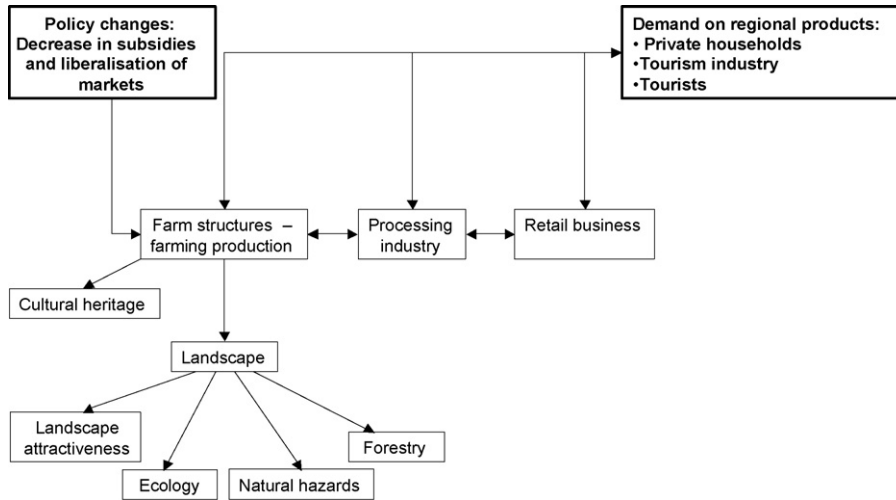 Policy changes:
Decrease in subsidies
and liberalisation of
markets
Demand on regional products:
• Private households
•Tourism industry
•Tourists
Farm structures –
farming production
Processing
industry
Retail business
Cultural heritage
Landscape
Landscape
attractiveness
Forestry
Ecology
Natural hazards